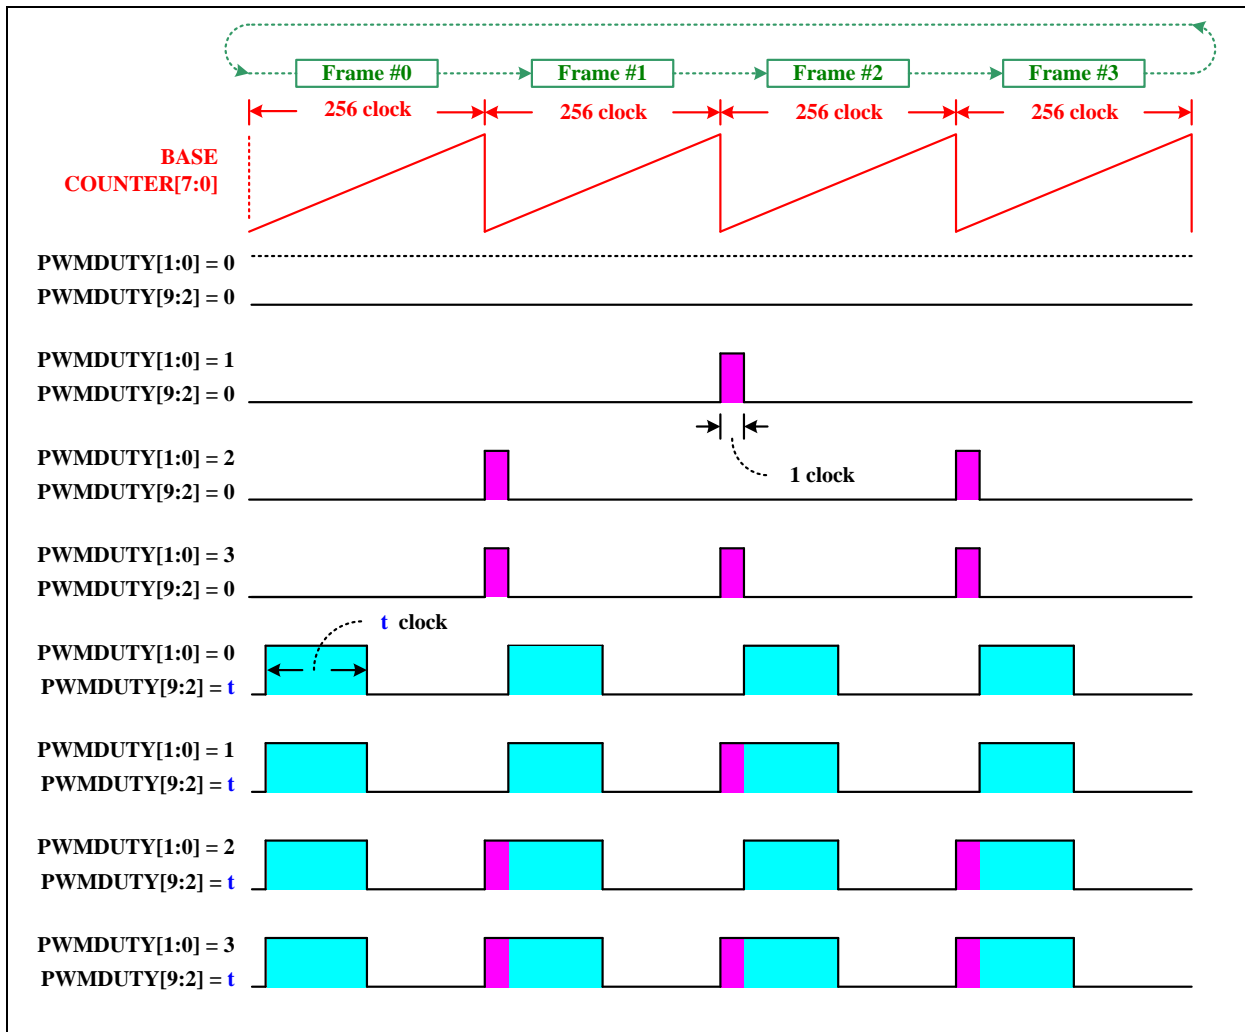 Frame #0 Frame #1 Frame #2 Frame #3
256 clock 256 clock 256 clock 256 clock
BASE
COUNTER[7:0]
PWMDUTY[1:0] = 0
PWMDUTY[9:2] = 0
PWMDUTY[1:0] = 1
PWMDUTY[9:2] = 0
PWMDUTY[1:0] = 2
1 clock
PWMDUTY[9:2] = 0
PWMDUTY[1:0] = 3
PWMDUTY[9:2] = 0
t clock
PWMDUTY[1:0] = 0
PWMDUTY[9:2] = t
PWMDUTY[1:0] = 1
PWMDUTY[9:2] = t
PWMDUTY[1:0] = 2
PWMDUTY[9:2] = t
PWMDUTY[1:0] = 3
PWMDUTY[9:2] = t